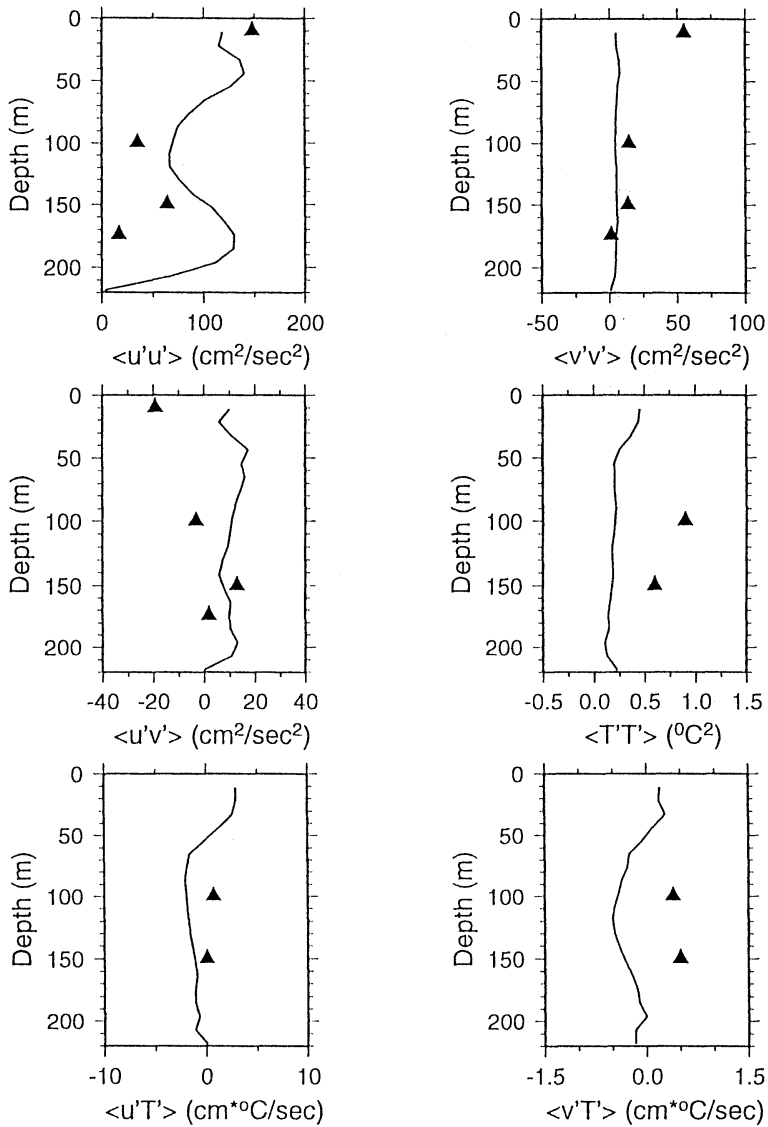 0
50
100
150
200
Depth (m)
0 100 200
<u'u'> (cm²/sec²)
0
50
100
150
200
Depth (m)
-50 0 50 100
<v'v'> (cm²/sec²)
0
50
100
150
200
Depth (m)
-40 -20 0 20 40
<u'v'> (cm²/sec²)
0
50
100
150
200
Depth (m)
-0.5 0.0 0.5 1.0 1.5
<T'T'> (⁰C²)
0
50
100
150
200
Depth (m)
-10 0 10
<u'T'> (cm*⁰C/sec)
0
50
100
150
200
Depth (m)
-1.5 0.0 1.5
<v'T'> (cm*⁰C/sec)